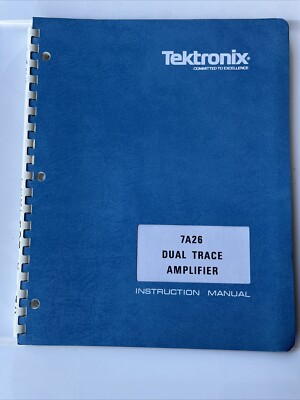 Tektronix®
COMMITTED TO EXCELLENCE
7A26
DUAL TRACE
AMPLIFIER
INSTRUCTION MANUAL